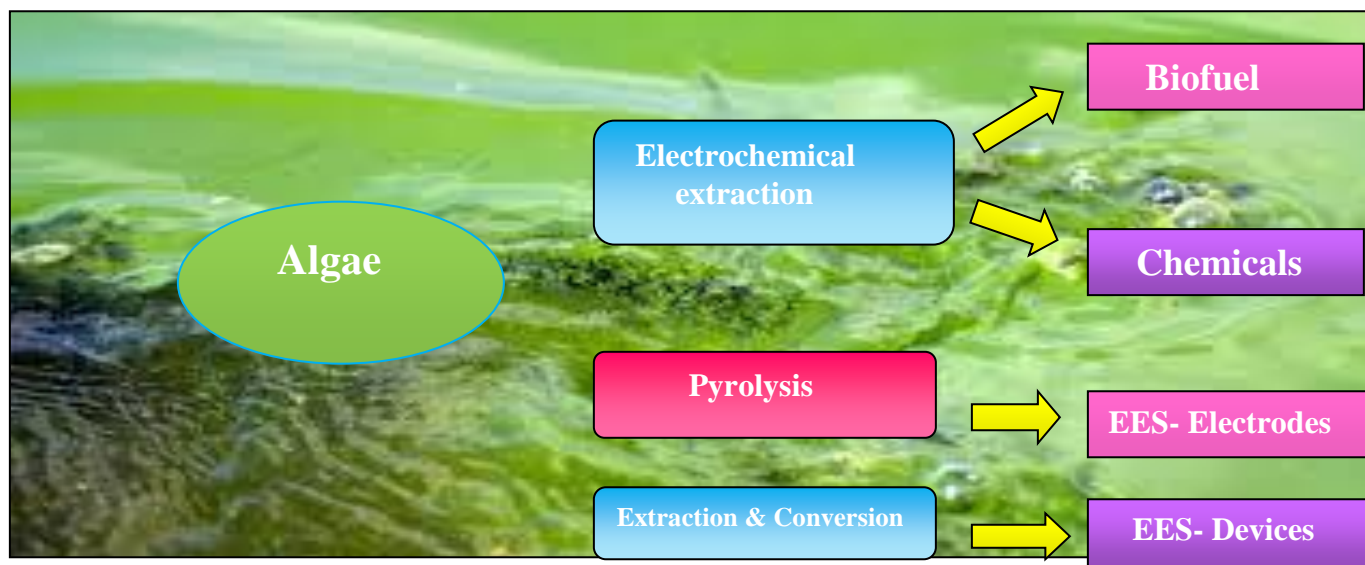 Algae
Electrochemical
extraction
Biofuel
Chemicals
Pyrolysis
EES- Electrodes
Extraction & Conversion
EES- Devices